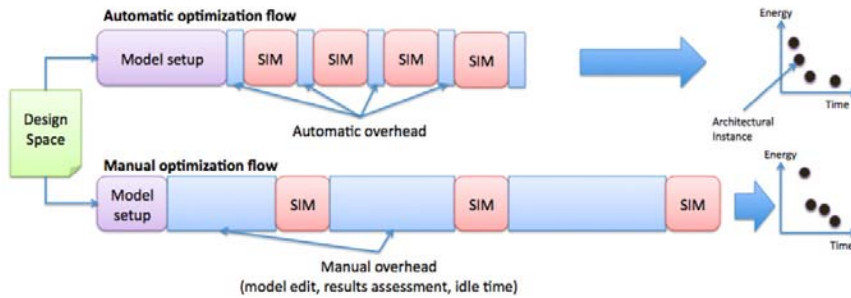 Automatic optimization flow
Model setup
SIM
SIM
SIM
SIM
Automatic overhead
Design
Space
Energy
Time
Architectural
Instance
Manual optimization flow
Model
setup
SIM
SIM
SIM
Manual overhead
(model edit, results assessment, idle time)
Energy
Time